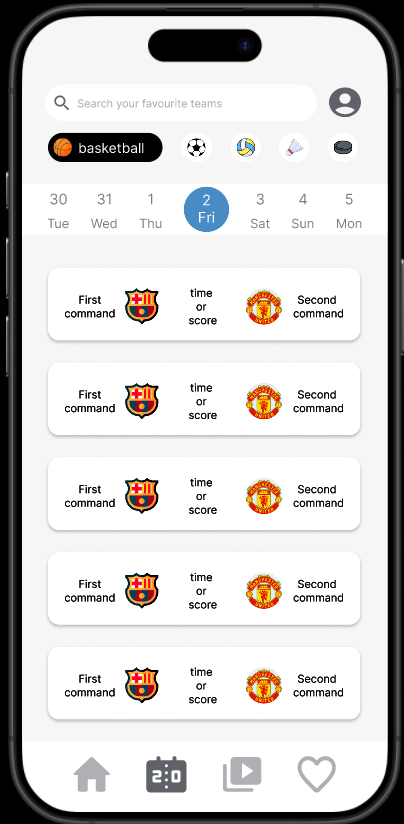 Search your favourite teams
basketball
30 31 1 2 3 4 5
Tue Wed Thu Fri Sat Sun Mon
First command
time or score
Second command
First command
time or score
Second command
First command
time or score
Second command
First command
time or score
Second command
First command
time or score
Second command
2:0